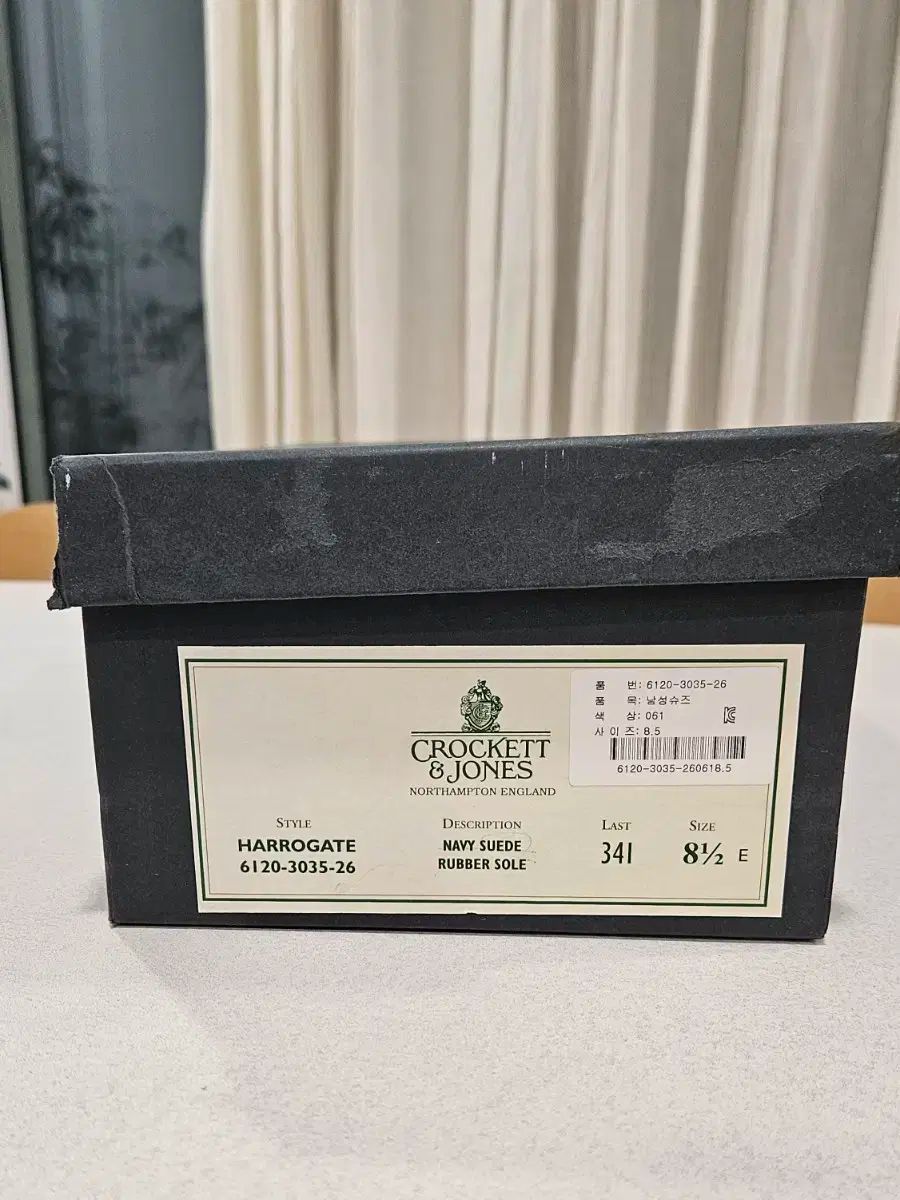 품 번: 6120-3035-26
품 목: 남성슈즈
색 상: 061
사 이 즈: 8.5
6120-3035-260618.5
CROCKETT
& JONES
NORTHAMPTON ENGLAND
STYLE
HARROGATE
6120-3035-26
DESCRIPTION
NAVY SUEDE
RUBBER SOLE
LAST
341
SIZE
8½ E